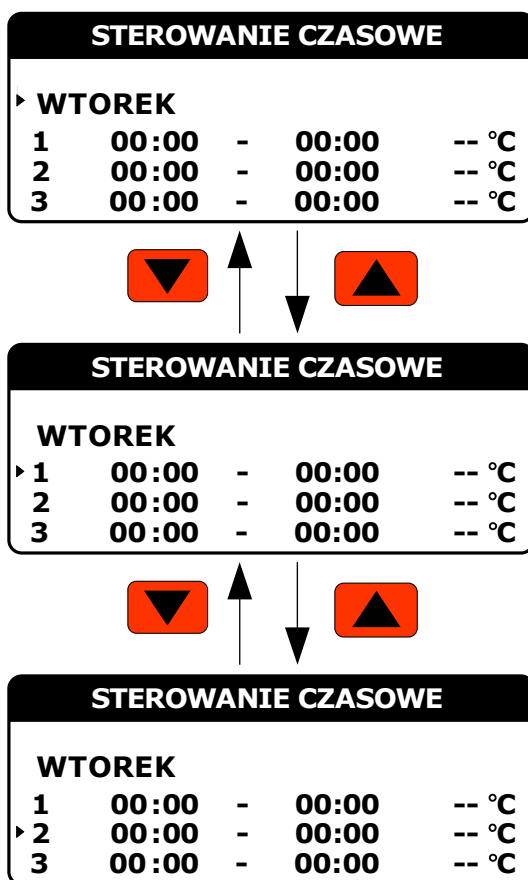 STEROWANIE CZASOWE
WTOREK
1 00:00 - 00:00 -- °C
2 00:00 - 00:00 -- °C
3 00:00 - 00:00 -- °C
STEROWANIE CZASOWE
WTOREK
1 00:00 - 00:00 -- °C
2 00:00 - 00:00 -- °C
3 00:00 - 00:00 -- °C
STEROWANIE CZASOWE
WTOREK
1 00:00 - 00:00 -- °C
2 00:00 - 00:00 -- °C
3 00:00 - 00:00 -- °C